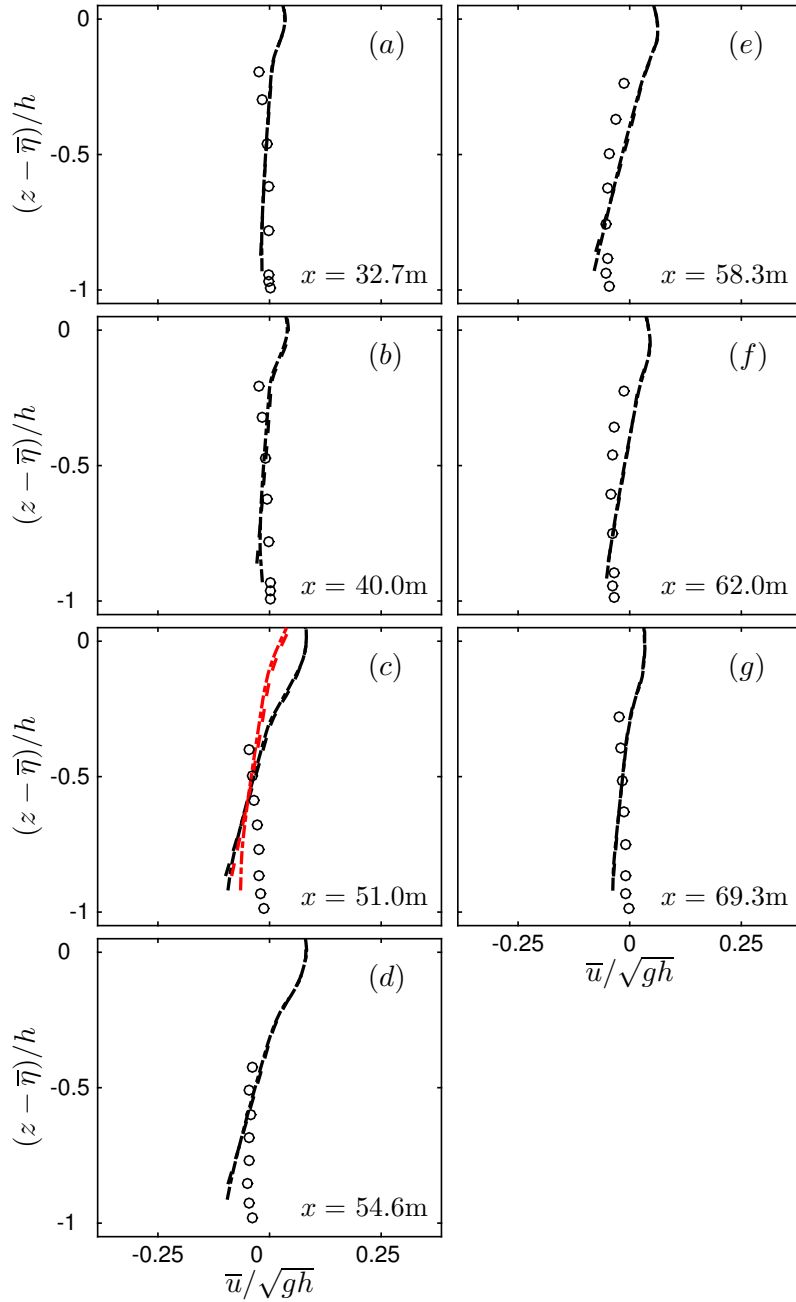 0
-0.5
-1
(z − η̅)/h
(a)
x = 32.7m
(e)
x = 58.3m
0
-0.5
-1
(z − η̅)/h
(b)
x = 40.0m
(f)
x = 62.0m
0
-0.5
-1
(z − η̅)/h
(c)
x = 51.0m
(g)
x = 69.3m
-0.25 0 0.25
u̅/√gh
0
-0.5
-1
(z − η̅)/h
(d)
x = 54.6m
-0.25 0 0.25
u̅/√gh